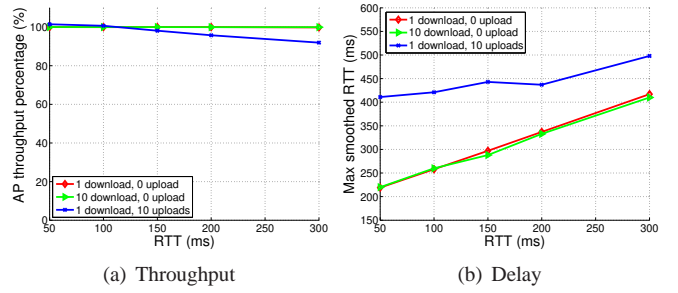 AP throughput percentage (%)
100
80
60
40
20
0
1 download, 0 upload
10 download, 0 upload
1 download, 10 uploads
50 100 150 200 250 300
RTT (ms)
(a) Throughput
Max smoothed RTT (ms)
600
550
500
450
400
350
300
250
200
150
1 download, 0 upload
10 download, 0 upload
1 download, 10 uploads
50 100 150 200 250 300
RTT (ms)
(b) Delay